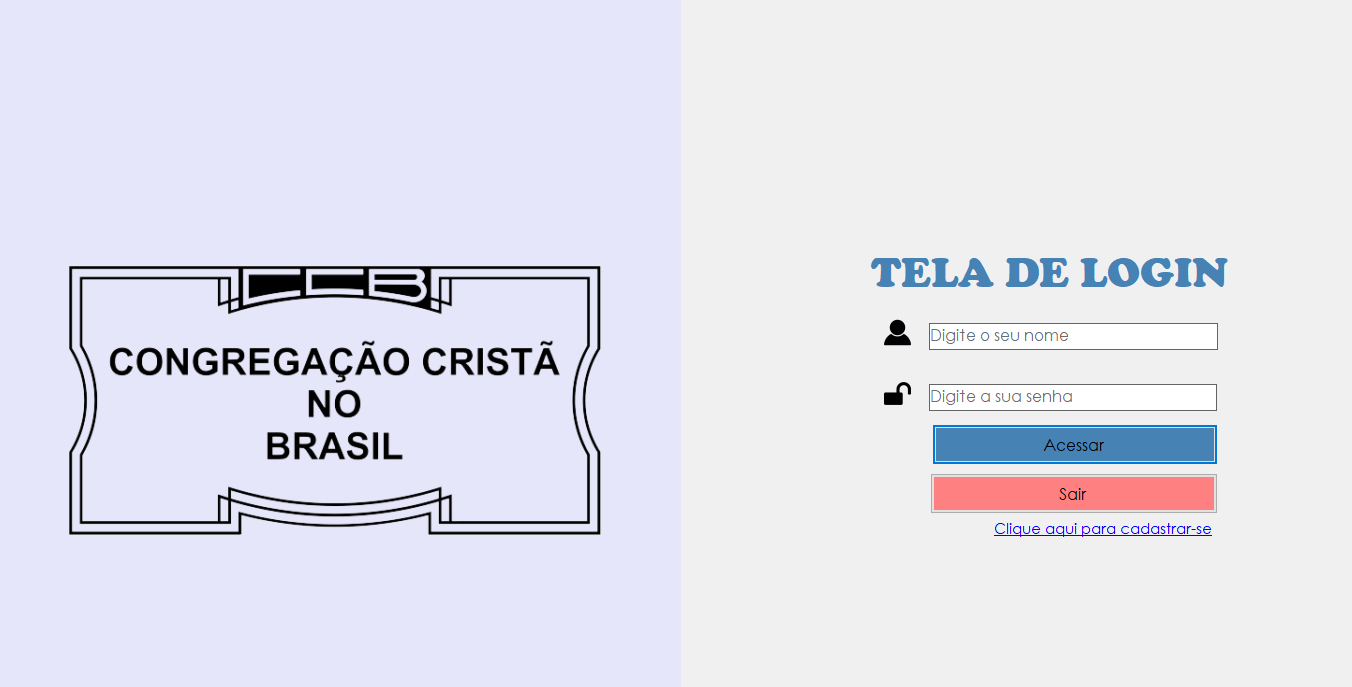 CCB
CONGREGAÇÃO CRISTÃ
NO
BRASIL
TELA DE LOGIN
Digite o seu nome
Digite a sua senha
Acessar
Sair
Clique aqui para cadastrar-se